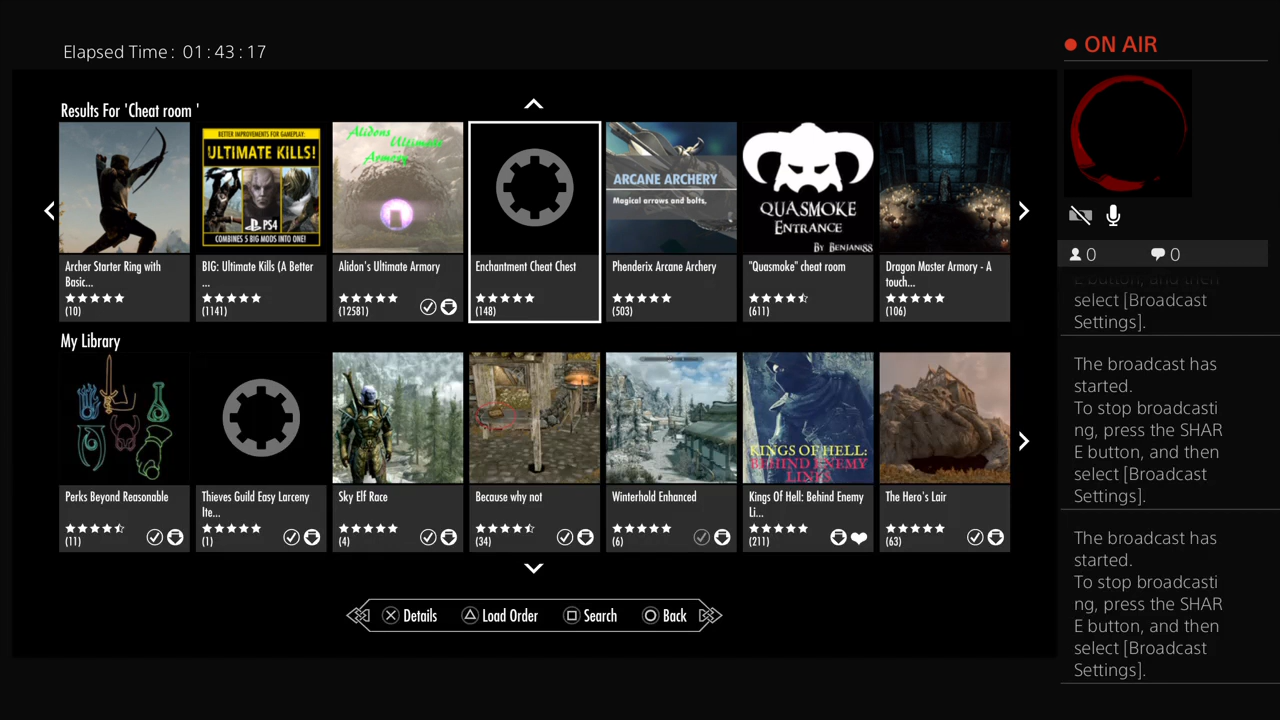 Elapsed Time: 01:43:17
ON AIR
Results For 'Cheat room '
BETTER IMPROVEMENTS FOR GAMEPLAY:
ULTIMATE KILLS!
PS4
COMBINES 5 BIG MODS INTO ONE!
Alidons Ultimate
Armory
ARCANE ARCHERY
Magical arrows and bolts.
QUASMOKE
ENTRANCE
BY BENJANISS
Archer Starter Ring with
Basic...
(10)
BIG: Ultimate Kills (A Better
...
(1141)
Alidon's Ultimate Armory
(12581)
Enchantment Cheat Chest
(148)
Phenderix Arcane Archery
(503)
"Quasmoke" cheat room
(611)
Dragon Master Armory - A
touch...
(106)
My Library
KINGS OF HELL:
BEHIND ENEMY
LINES
Perks Beyond Reasonable
(11)
Thieves Guild Easy Larceny
Ite...
(1)
Sky Elf Race
(4)
Because why not
(34)
Winterhold Enhanced
(6)
Kings Of Hell: Behind Enemy
Li...
(211)
The Hero's Lair
(63)
Details
Load Order
Search
Back
0
0
E button, and then
select [Broadcast
Settings].
The broadcast has
started.
To stop broadcasti
ng, press the SHAR
E button, and then
select [Broadcast
Settings].
The broadcast has
started.
To stop broadcasti
ng, press the SHAR
E button, and then
select [Broadcast
Settings].